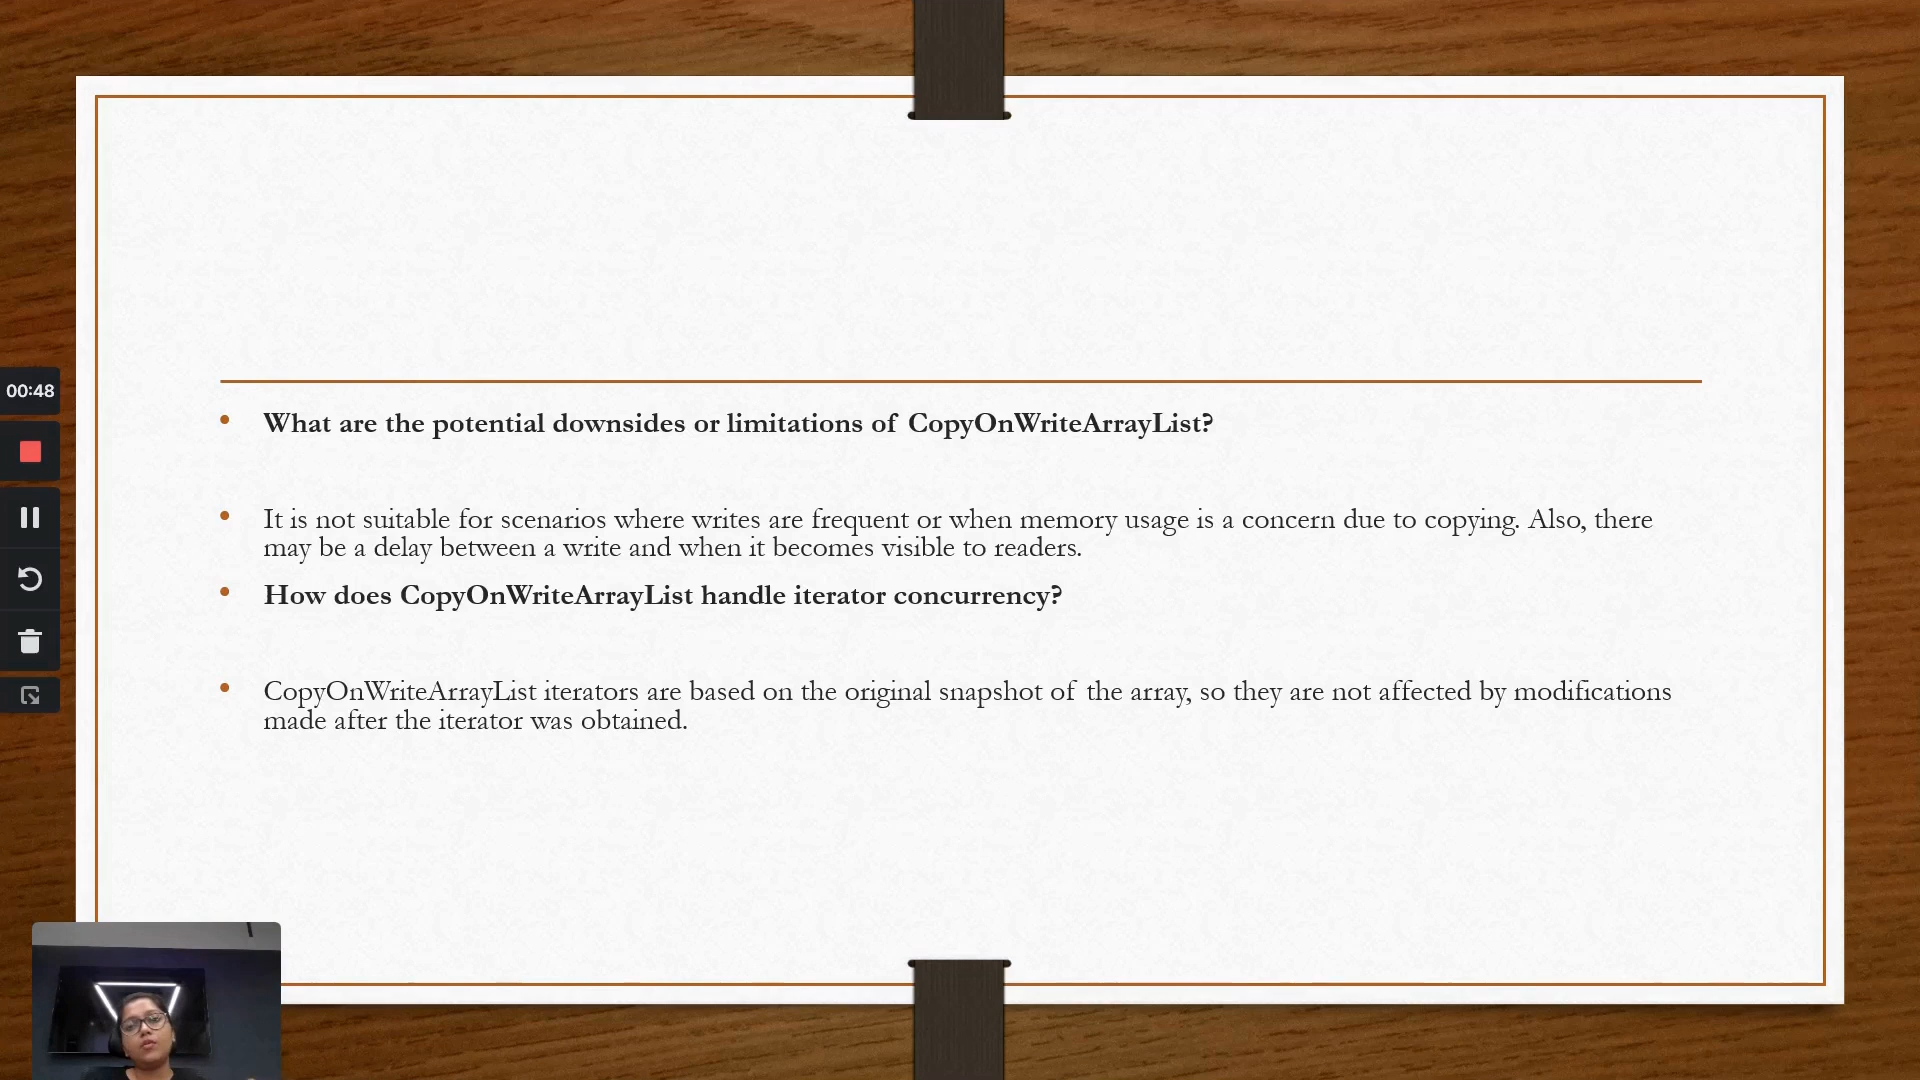 00:48
What are the potential downsides or limitations of CopyOnWriteArrayList?
It is not suitable for scenarios where writes are frequent or when memory usage is a concern due to copying. Also, there
may be a delay between a write and when it becomes visible to readers.
How does CopyOnWriteArrayList handle iterator concurrency?
CopyOnWriteArrayList iterators are based on the original snapshot of the array, so they are not affected by modifications
made after the iterator was obtained.